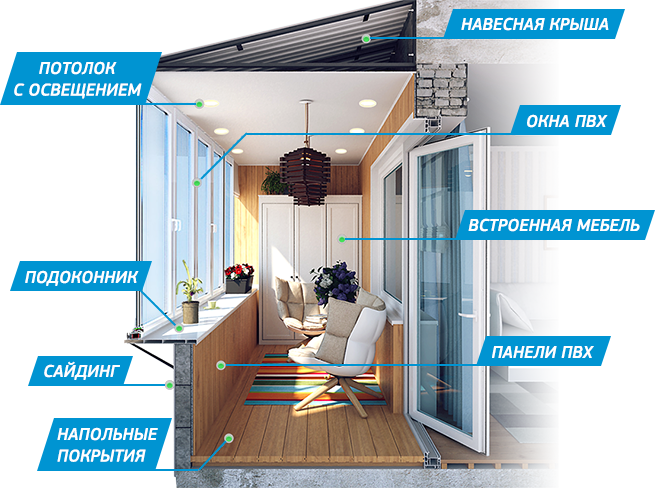 НАВЕСНАЯ КРЫША
ПОТОЛОК
С ОСВЕЩЕНИЕМ
ОКНА ПВХ
ВСТРОЕННАЯ МЕБЕЛЬ
ПОДОКОННИК
ПАНЕЛИ ПВХ
САЙДИНГ
НАПОЛЬНЫЕ
ПОКРЫТИЯ